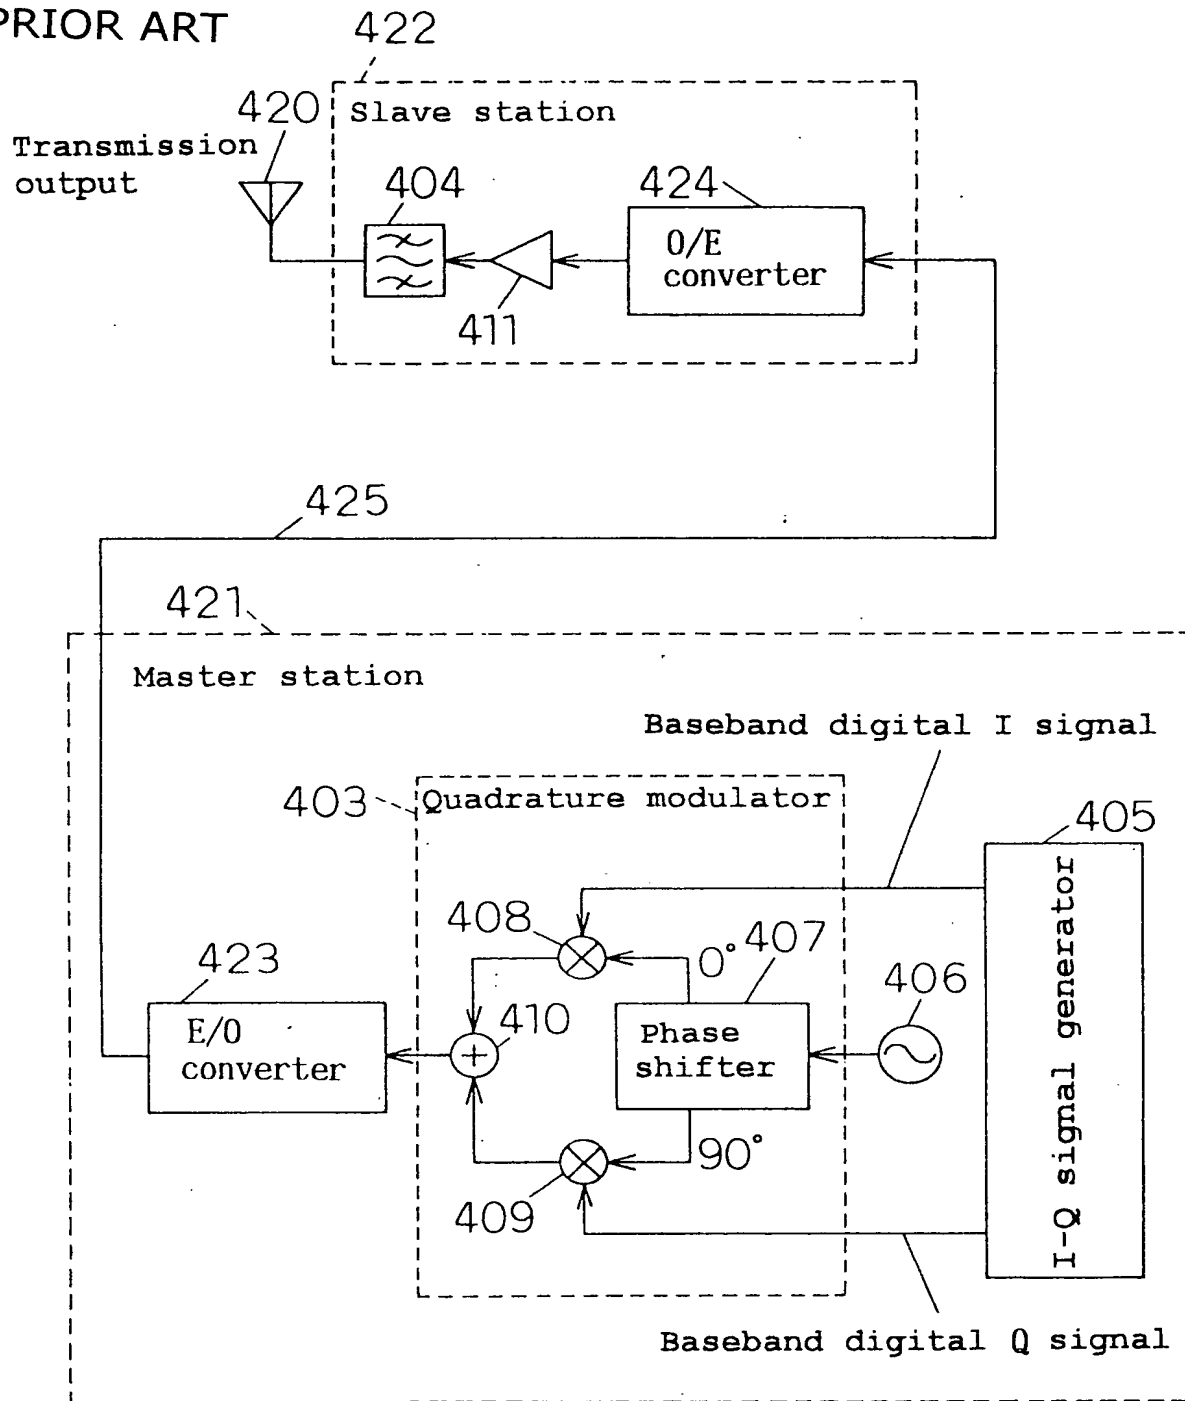 PRIOR ART
422
420
Slave station
Transmission
output
404
424
O/E
converter
411
425
421
Master station
Baseband digital I signal
403
Quadrature modulator
405
408
0°
407
406
423
E/O
converter
410
Phase
shifter
I-Q signal generator
90°
409
Baseband digital Q signal